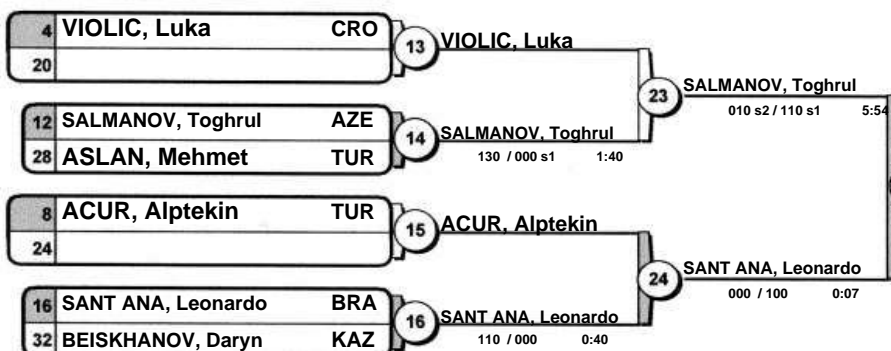 4 VIOLIC, Luka CRO
20
13 VIOLIC, Luka
12 SALMANOV, Toghrul AZE
28 ASLAN, Mehmet TUR
14 SALMANOV, Toghrul
130 / 000 s1 1:40
23 SALMANOV, Toghrul
010 s2 / 110 s1 5:54
8 ACUR, Alptekin TUR
24
15 ACUR, Alptekin
16 SANT ANA, Leonardo BRA
32 BEISKHANOV, Daryn KAZ
16 SANT ANA, Leonardo
110 / 000 0:40
24 SANT ANA, Leonardo
000 / 100 0:07